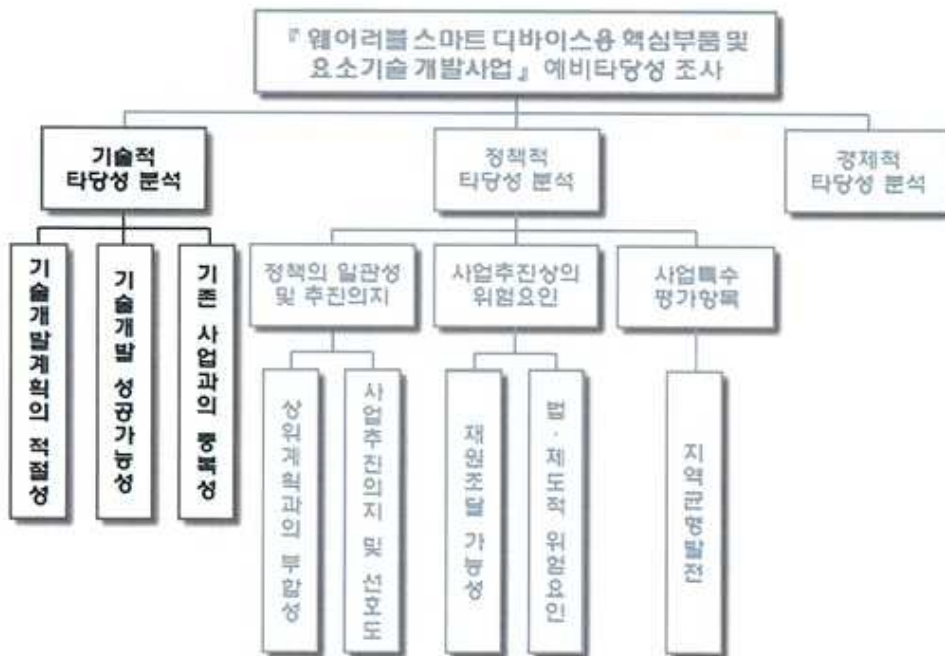 『웨어러블 스마트 디바이스용 핵심부품 및
요소기술 개발사업』 예비타당성 조사
기술적
타당성 분석
정책적
타당성 분석
경제적
타당성 분석
기술개발계획의 적절성
기술개발 성공가능성
기존 사업과의 중복성
정책의 일관성
및 추진의지
사업추진상의
위험요인
사업특수
평가항목
상위계획과의 부합성
사업추진의지 및 선호도
재원조달 가능성
법·제도적 위험요인
지역균형발전